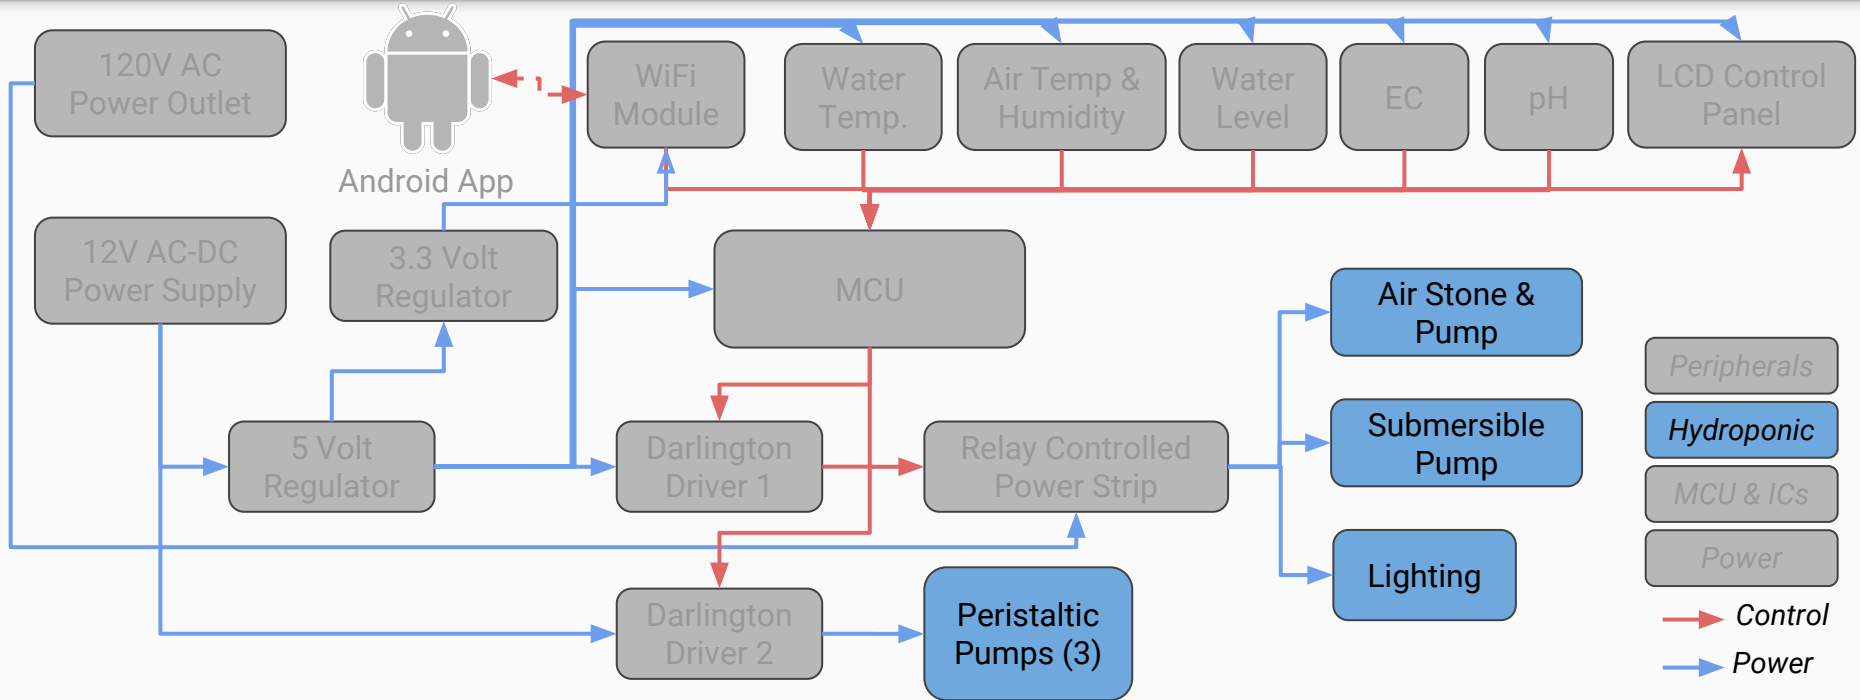 120V AC
Power Outlet
Android App
WiFi
Module
Water
Temp.
Air Temp &
Humidity
Water
Level
EC
pH
LCD Control
Panel
12V AC-DC
Power Supply
3.3 Volt
Regulator
MCU
Air Stone &
Pump
5 Volt
Regulator
Darlington
Driver 1
Relay Controlled
Power Strip
Submersible
Pump
Lighting
Darlington
Driver 2
Peristaltic
Pumps (3)
Peripherals
Hydroponic
MCU & ICs
Power
Control
Power